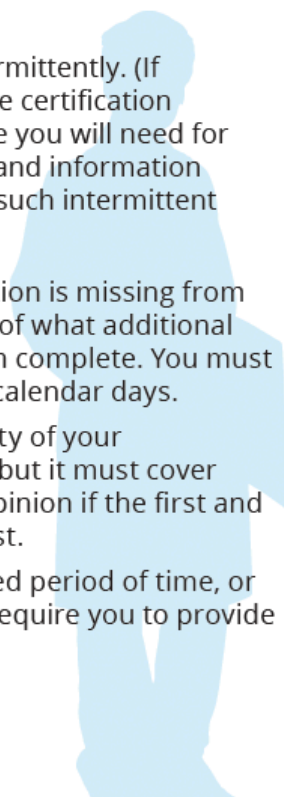 rmittently. (If
e certification
e you will need for
and information
such intermittent
ion is missing from
of what additional
n complete. You must
calendar days.
ty of your
but it must cover
pinion if the first and
st.
ed period of time, or
equire you to provide